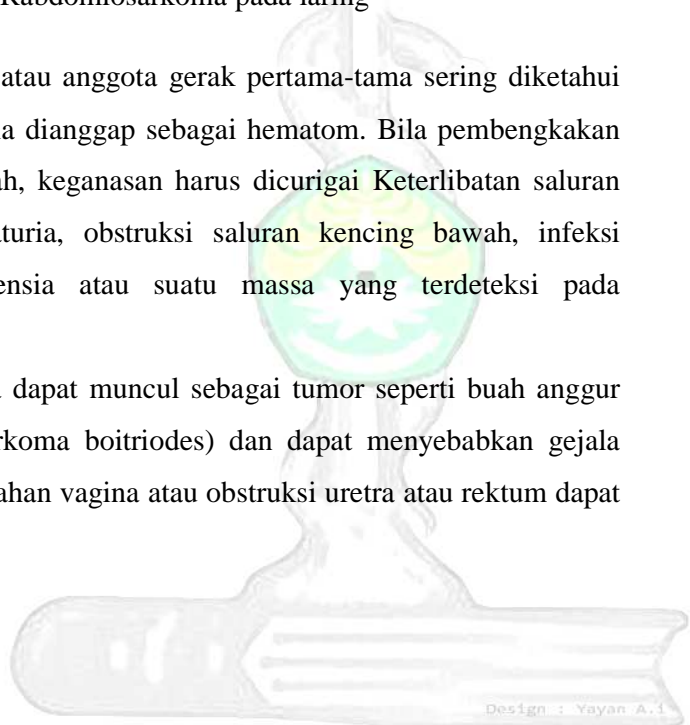 Rabdomiosarkoma pada laring
atau anggota gerak pertama-tama sering diketahui
a dianggap sebagai hematom. Bila pembengkakan
ah, keganasan harus dicurigai Keterlibatan saluran
aturia, obstruksi saluran kencing bawah, infeksi
ensia atau suatu massa yang terdeteksi pada
dapat muncul sebagai tumor seperti buah anggur
rkoma boitriodes) dan dapat menyebabkan gejala
ahan vagina atau obstruksi uretra atau rektum dapat
Design : Yayan A.1